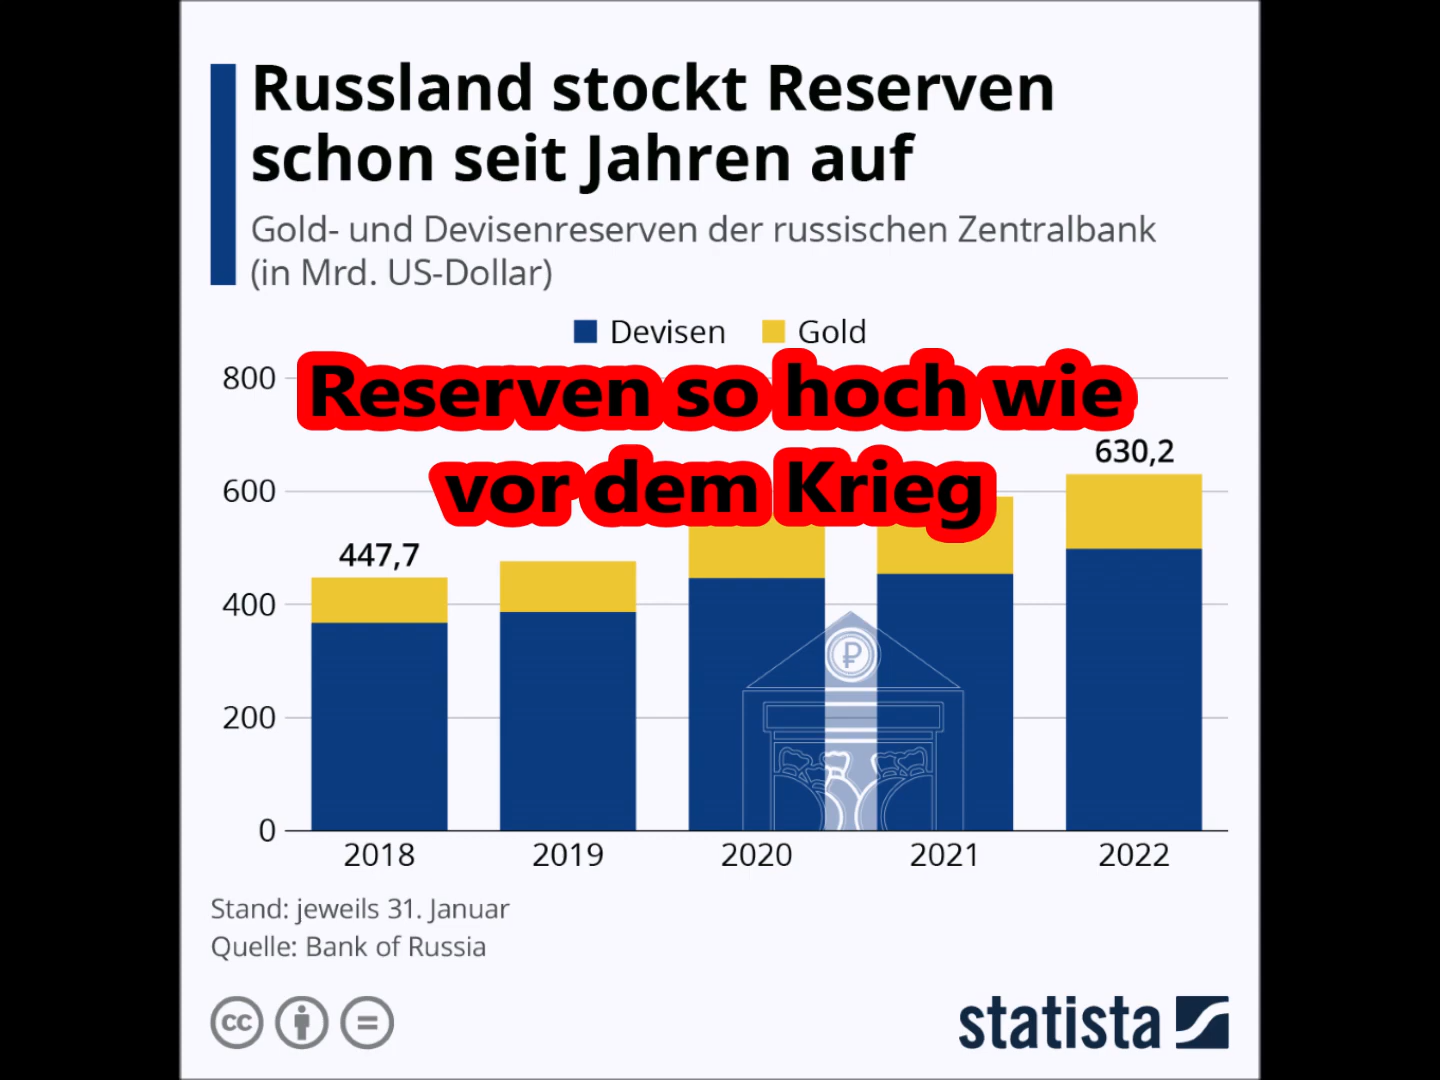 Russland stockt Reserven
schon seit Jahren auf
Gold- und Devisenreserven der russischen Zentralbank
(in Mrd. US-Dollar)
Devisen Gold
800
Reserven so hoch wie
vor dem Krieg
630,2
600
447,7
400
₽
200
0
2018 2019 2020 2021 2022
Stand: jeweils 31. Januar
Quelle: Bank of Russia
cc =
statista